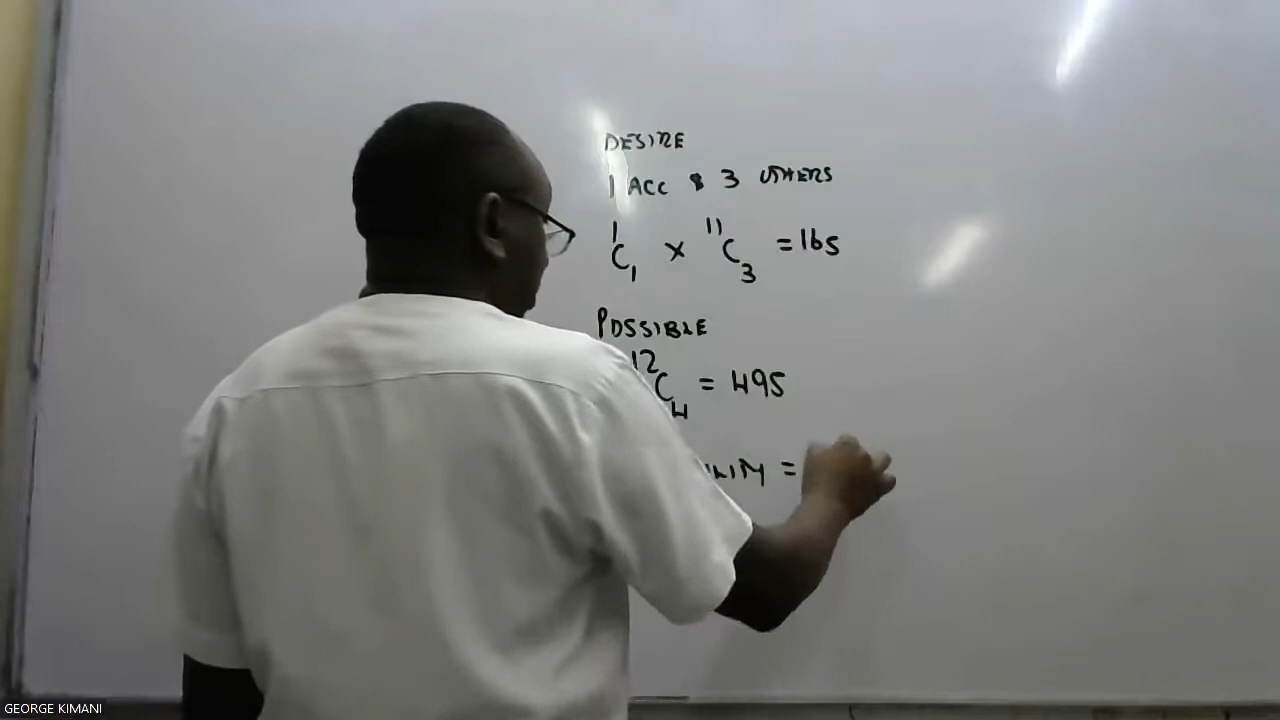 DESIRE
1 ACC & 3 OTHERS
¹C₁ × ¹¹C₃ = 165
POSSIBLE
¹²C₄ = 495
=
GEORGE KIMANI